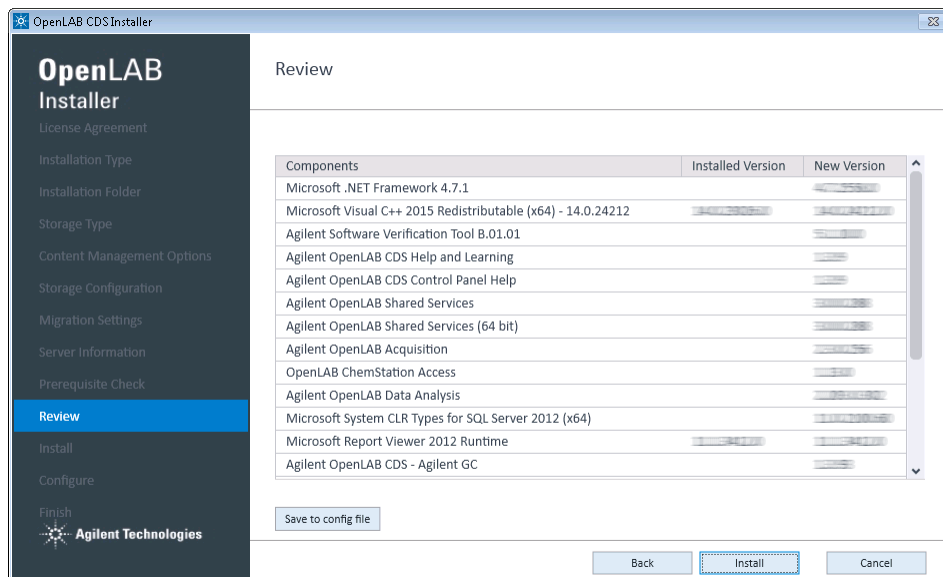 OpenLAB CDS Installer
OpenLAB
Installer
License Agreement
Installation Type
Installation Folder
Storage Type
Content Management Options
Storage Configuration
Migration Settings
Server Information
Prerequisite Check
Review
Install
Configure
Finish
Agilent Technologies
Review
Components Installed Version New Version
Microsoft .NET Framework 4.7.1
Microsoft Visual C++ 2015 Redistributable (x64) - 14.0.24212
Agilent Software Verification Tool B.01.01
Agilent OpenLAB CDS Help and Learning
Agilent OpenLAB CDS Control Panel Help
Agilent OpenLAB Shared Services
Agilent OpenLAB Shared Services (64 bit)
Agilent OpenLAB Acquisition
OpenLAB ChemStation Access
Agilent OpenLAB Data Analysis
Microsoft System CLR Types for SQL Server 2012 (x64)
Microsoft Report Viewer 2012 Runtime
Agilent OpenLAB CDS - Agilent GC
Save to config file
Back Install Cancel